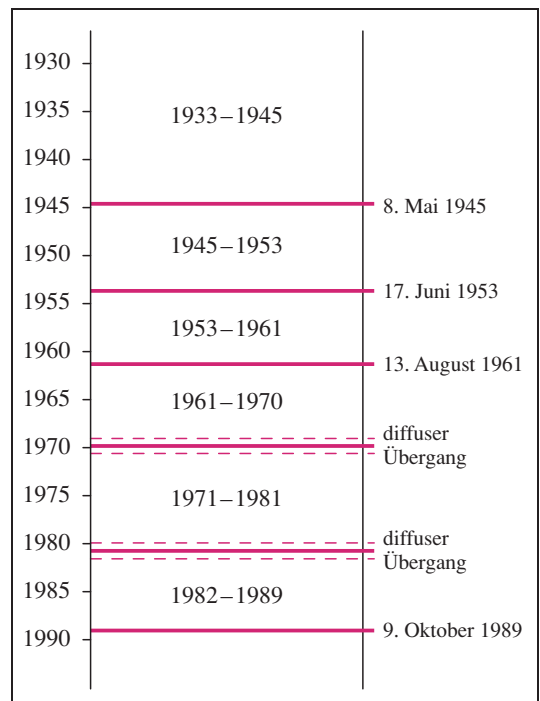 1930
1935
1933–1945
1940
1945
8. Mai 1945
1945–1953
1950
17. Juni 1953
1955
1953–1961
1960
13. August 1961
1965
1961–1970
diffuser
1970
Übergang
1975
1971–1981
1980
diffuser
Übergang
1985
1982–1989
9. Oktober 1989
1990